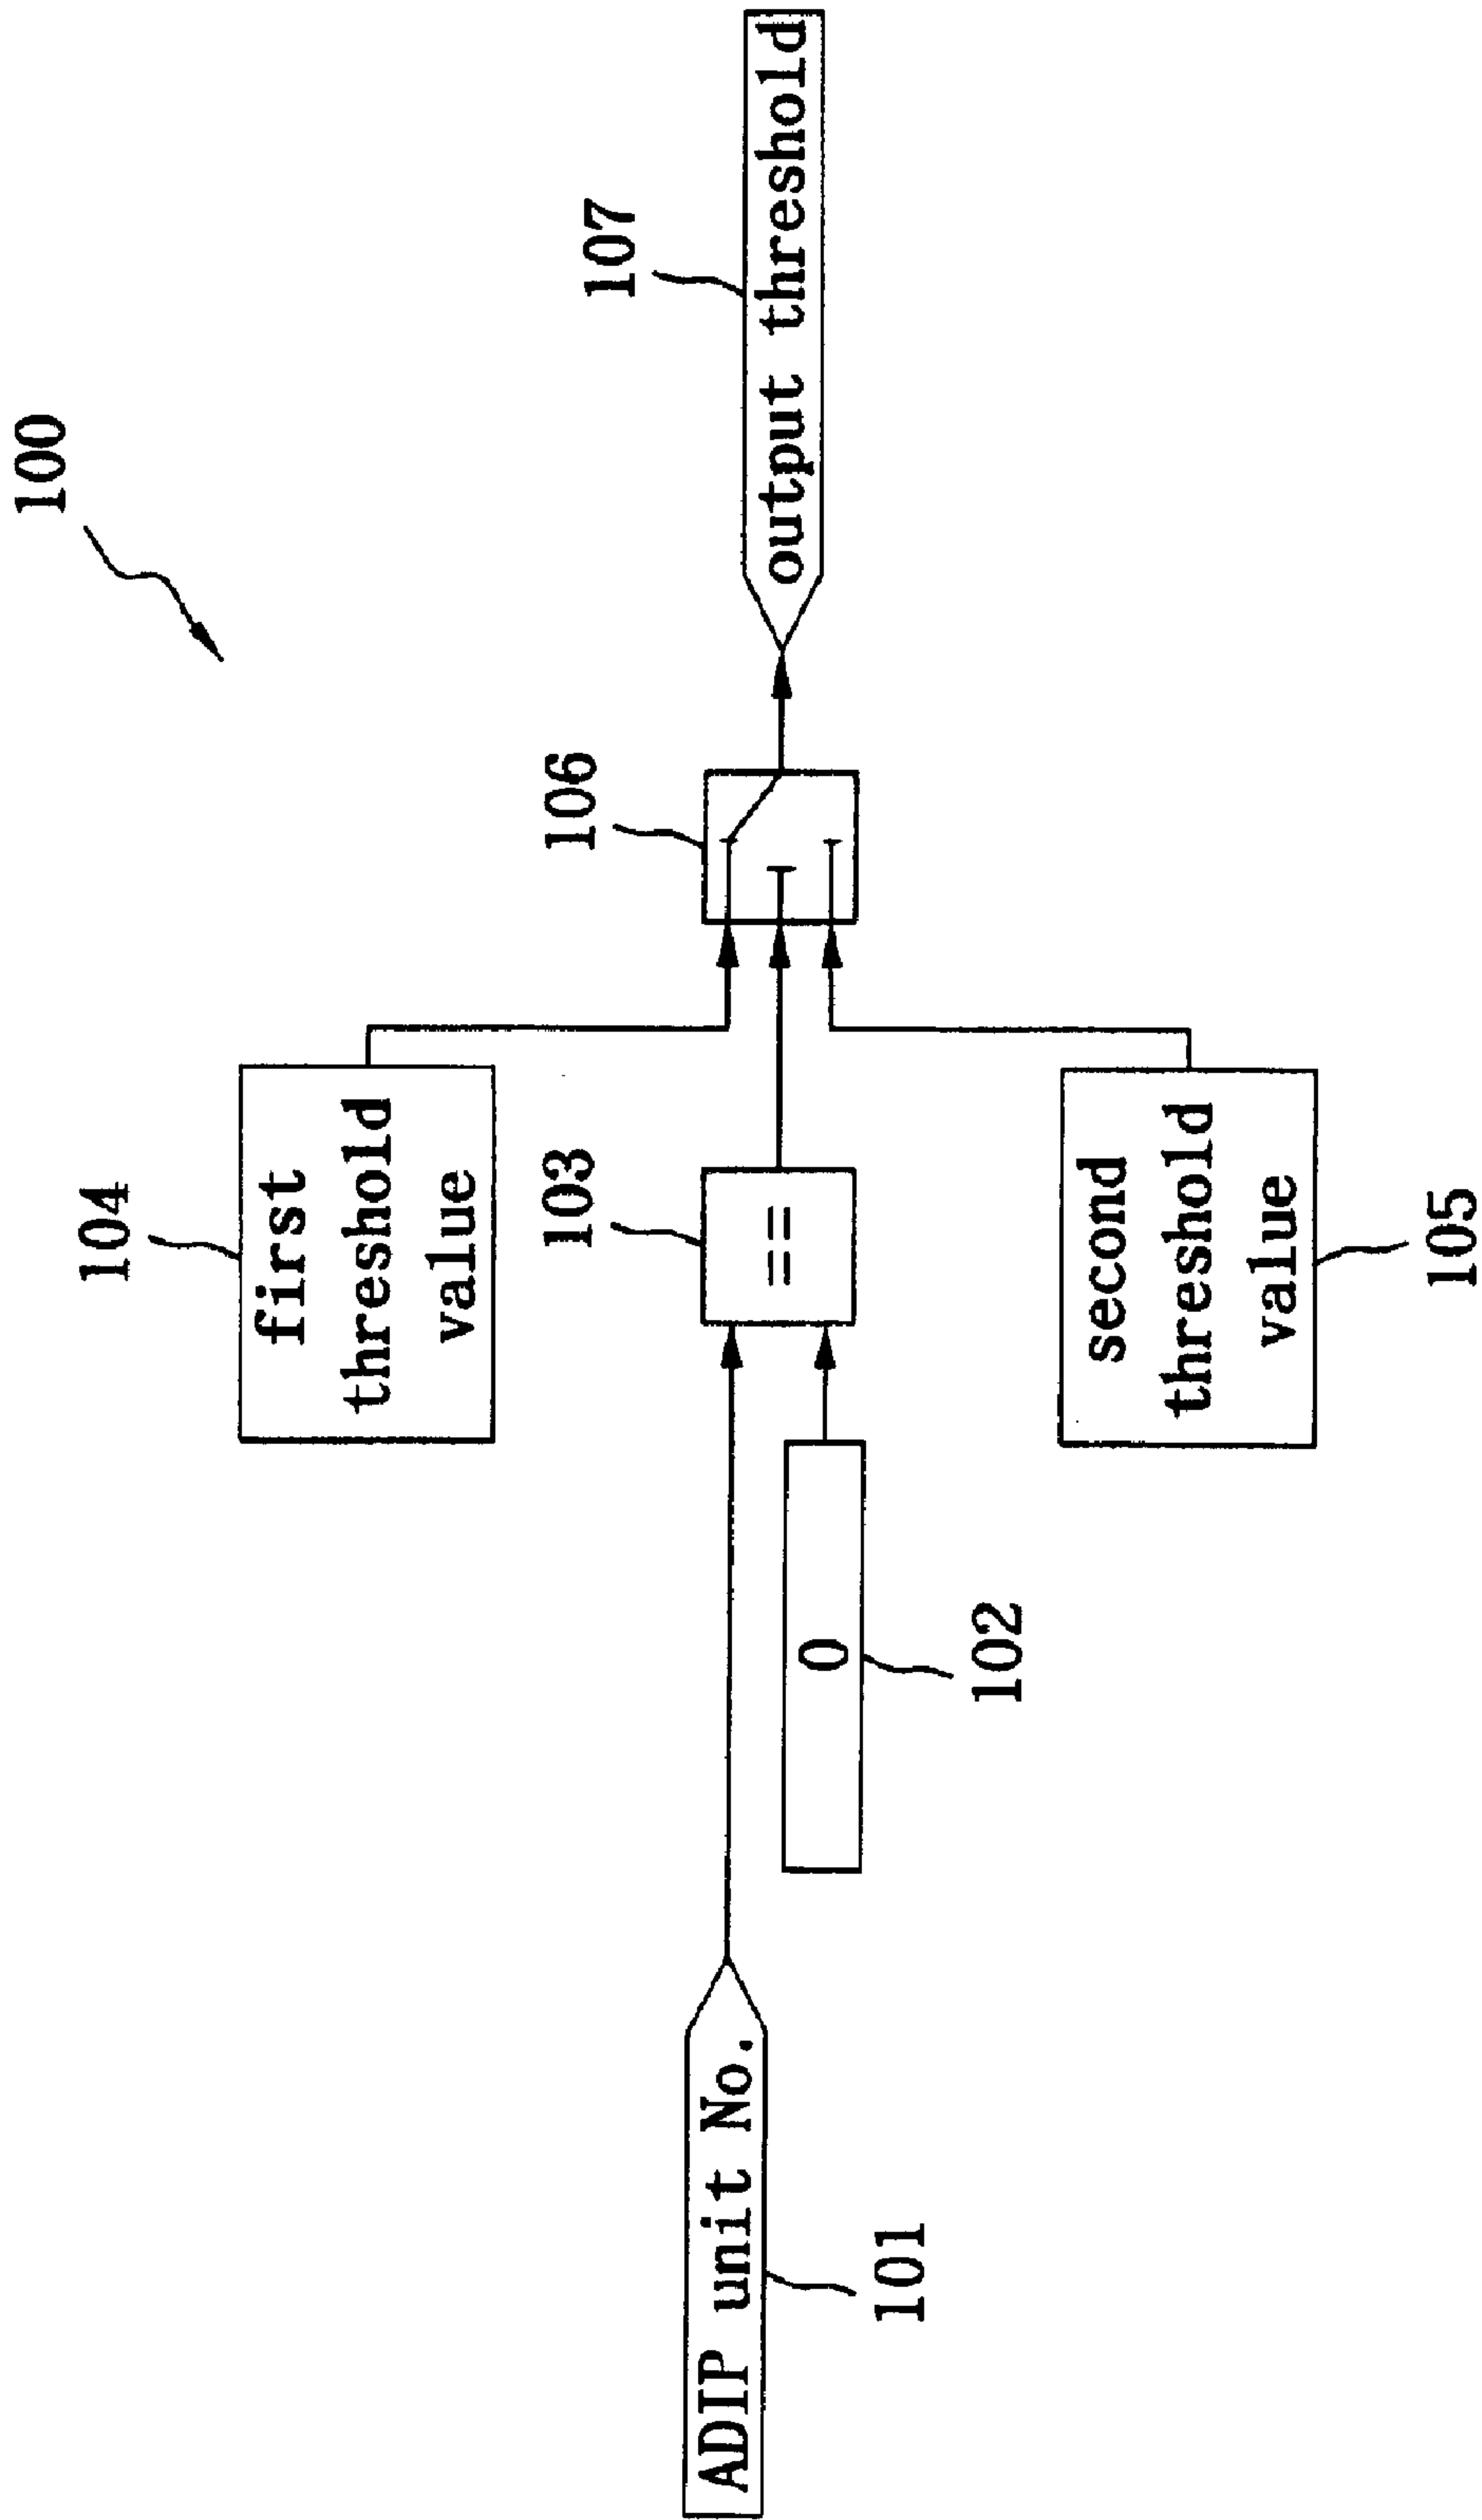 100
104
first
threshold
value
106
107
103
==
output threshold
ADIP unit No.
101
0
102
second
threshold
value
105